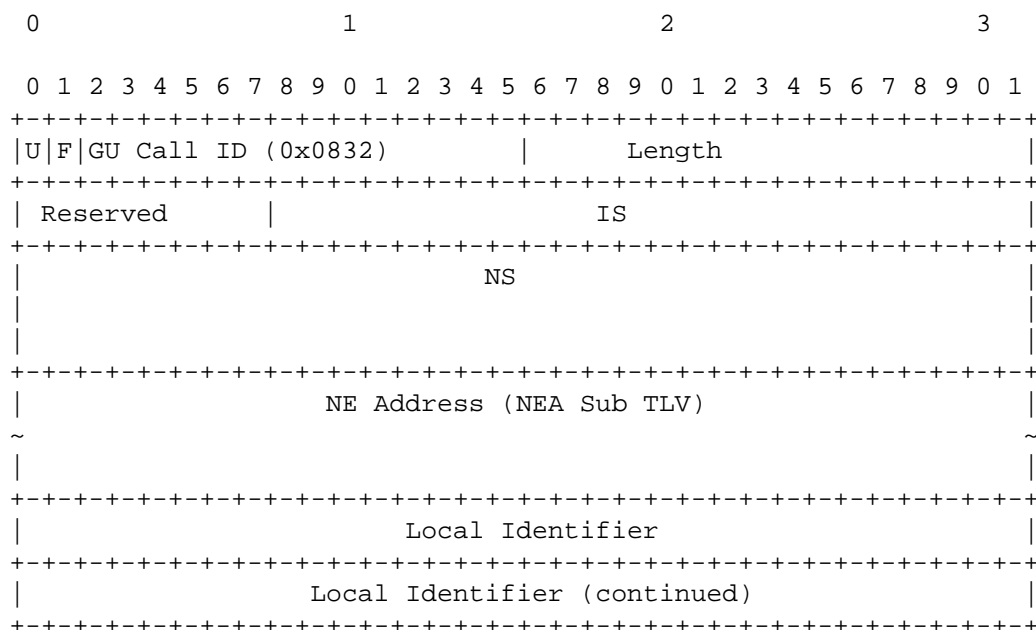 0                   1                   2                   3
 0 1 2 3 4 5 6 7 8 9 0 1 2 3 4 5 6 7 8 9 0 1 2 3 4 5 6 7 8 9 0 1
+-+-+-+-+-+-+-+-+-+-+-+-+-+-+-+-+-+-+-+-+-+-+-+-+-+-+-+-+-+-+-+-+
|U|F|GU Call ID (0x0832)        |      Length                   |
+-+-+-+-+-+-+-+-+-+-+-+-+-+-+-+-+-+-+-+-+-+-+-+-+-+-+-+-+-+-+-+-+
| Reserved      |                    IS                         |
+-+-+-+-+-+-+-+-+-+-+-+-+-+-+-+-+-+-+-+-+-+-+-+-+-+-+-+-+-+-+-+-+
|                             NS                                |
|                                                               |
|                                                               |
+-+-+-+-+-+-+-+-+-+-+-+-+-+-+-+-+-+-+-+-+-+-+-+-+-+-+-+-+-+-+-+-+
|                   NE Address (NEA Sub TLV)                    |
~                                                               ~
|                                                               |
+-+-+-+-+-+-+-+-+-+-+-+-+-+-+-+-+-+-+-+-+-+-+-+-+-+-+-+-+-+-+-+-+
|                        Local Identifier                       |
+-+-+-+-+-+-+-+-+-+-+-+-+-+-+-+-+-+-+-+-+-+-+-+-+-+-+-+-+-+-+-+-+
|                  Local Identifier (continued)                 |
+-+-+-+-+-+-+-+-+-+-+-+-+-+-+-+-+-+-+-+-+-+-+-+-+-+-+-+-+-+-+-+-+